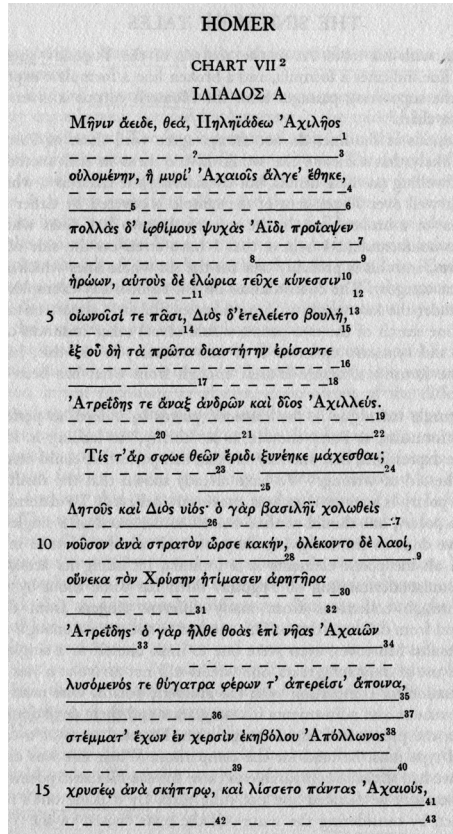 HOMER
CHART VII²
ΙΛΙΑΔΟΣ Α
Μῆνιν ἄειδε, θεά, Πηληϊάδεω Ἀχιλῆος
1
3
οὐλομένην, ἣ μυρί' Ἀχαιοῖς ἄλγε' ἔθηκε,
4
5 6
πολλὰς δ' ἰφθίμους ψυχὰς Ἄϊδι προΐαψεν
7
8 9
ἡρώων, αὐτοὺς δὲ ἑλώρια τεῦχε κύνεσσιν10
11 12
5 οἰωνοῖσί τε πᾶσι, Διὸς δ'ἐτελείετο βουλή,13
14 15
ἐξ οὗ δὴ τὰ πρῶτα διαστήτην ἐρίσαντε
16
17 18
Ἀτρεΐδης τε ἄναξ ἀνδρῶν καὶ δῖος Ἀχιλλεύς.
19
20 21 22
Τίς τ'ἄρ σφωε θεῶν ἔριδι ξυνέηκε μάχεσθαι;
23 24
25
Λητοῦς καὶ Διὸς υἱός· ὁ γὰρ βασιλῆϊ χολωθεὶς
26 27
10 νοῦσον ἀνὰ στρατὸν ὦρσε κακήν, ὀλέκοντο δὲ λαοί,
28 9
οὕνεκα τὸν Χρύσην ἠτίμασεν ἀρητῆρα
30
31 32
Ἀτρεΐδης· ὁ γὰρ ἦλθε θοὰς ἐπὶ νῆας Ἀχαιῶν
33 34
λυσόμενός τε θύγατρα φέρων τ' ἀπερείσι' ἄποινα,
35
36 37
στέμματ' ἔχων ἐν χερσὶν ἑκηβόλου Ἀπόλλωνος38
39 40
15 χρυσέῳ ἀνὰ σκήπτρῳ, καὶ λίσσετο πάντας Ἀχαιούς,
41
42 43